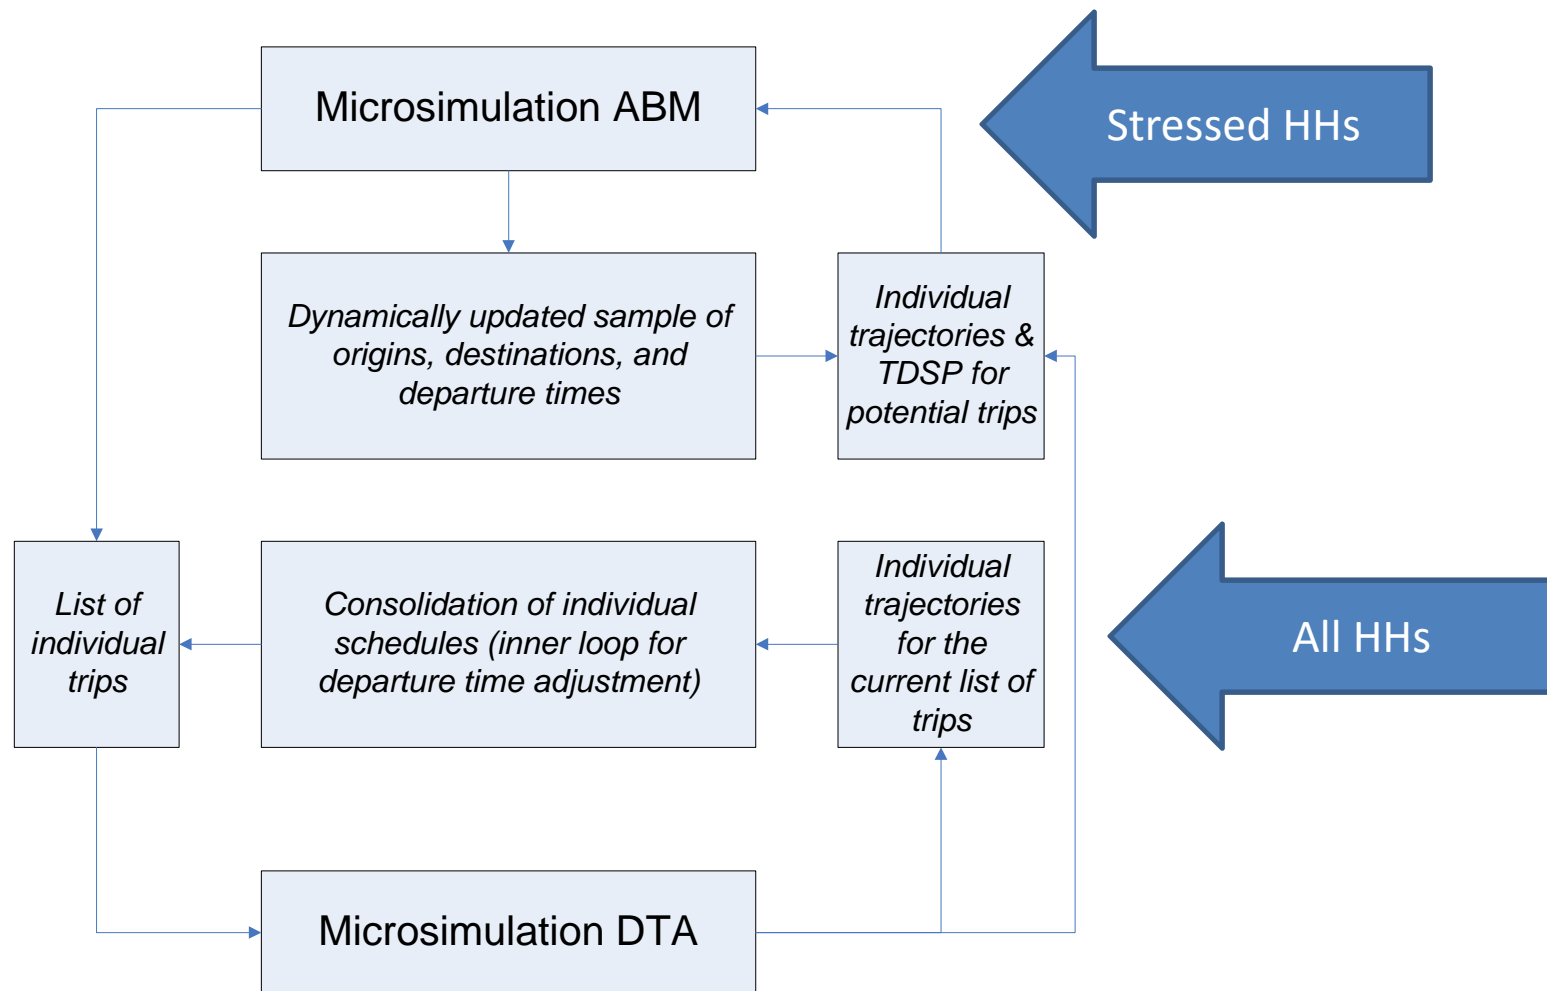 Microsimulation ABM
Stressed HHs
Dynamically updated sample of
origins, destinations, and
departure times
Individual
trajectories &
TDSP for
potential trips
List of
individual
trips
Consolidation of individual
schedules (inner loop for
departure time adjustment)
Individual
trajectories
for the
current list of
trips
All HHs
Microsimulation DTA